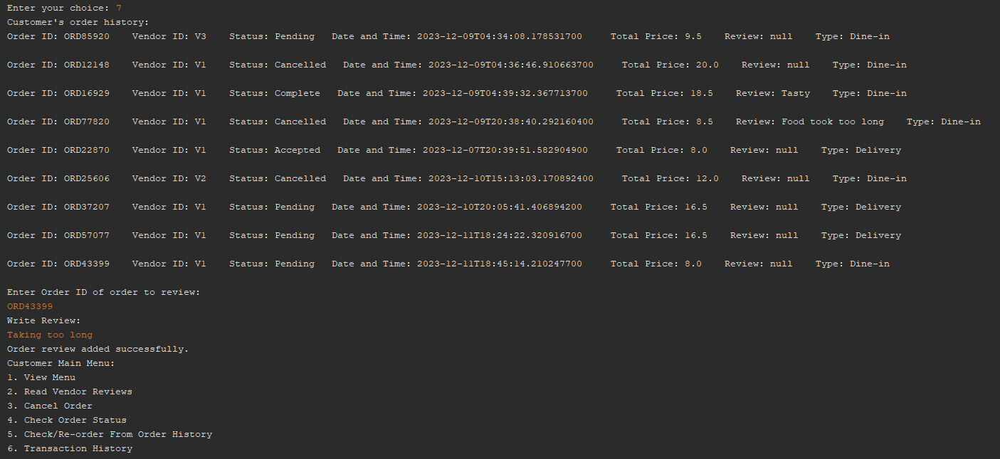 Enter your choice: 7
Customer's order history:
Order ID: ORD85920    Vendor ID: V3    Status: Pending   Date and Time: 2023-12-09T04:34:08.178531700     Total Price: 9.5    Review: null    Type: Dine-in
Order ID: ORD12148    Vendor ID: V1    Status: Cancelled   Date and Time: 2023-12-09T04:36:46.910663700     Total Price: 20.0    Review: null    Type: Dine-in
Order ID: ORD16929    Vendor ID: V1    Status: Complete   Date and Time: 2023-12-09T04:39:32.367713700     Total Price: 18.5    Review: Tasty    Type: Dine-in
Order ID: ORD77820    Vendor ID: V1    Status: Cancelled   Date and Time: 2023-12-09T20:38:40.292160400     Total Price: 8.5    Review: Food took too long    Type: Dine-in
Order ID: ORD22870    Vendor ID: V1    Status: Accepted   Date and Time: 2023-12-07T20:39:51.582904900     Total Price: 8.0    Review: null    Type: Delivery
Order ID: ORD25606    Vendor ID: V2    Status: Cancelled   Date and Time: 2023-12-10T15:13:03.170892400     Total Price: 12.0    Review: null    Type: Dine-in
Order ID: ORD37207    Vendor ID: V1    Status: Pending   Date and Time: 2023-12-10T20:05:41.406894200     Total Price: 16.5    Review: null    Type: Delivery
Order ID: ORD57077    Vendor ID: V1    Status: Pending   Date and Time: 2023-12-11T18:24:22.320916700     Total Price: 16.5    Review: null    Type: Delivery
Order ID: ORD43399    Vendor ID: V1    Status: Pending   Date and Time: 2023-12-11T18:45:14.210247700     Total Price: 8.0    Review: null    Type: Dine-in
Enter Order ID of order to review:
ORD43399
Write Review:
Taking too long
Order review added successfully.
Customer Main Menu:
1. View Menu
2. Read Vendor Reviews
3. Cancel Order
4. Check Order Status
5. Check/Re-order From Order History
6. Transaction History